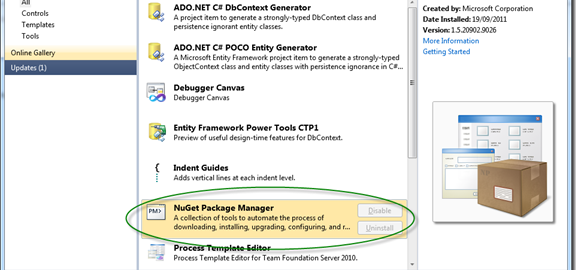 All
Controls
Templates
Tools
Online Gallery
Updates (1)
ADO.NET C# DbContext Generator
A project item to generate a strongly-typed DbContext class and
persistence ignorant entity classes.
ADO.NET C# POCO Entity Generator
A Microsoft Entity Framework project item to generate a strongly-typed
ObjectContext class and entity classes with persistence ignorance in C#...
Debugger Canvas
Debugger Canvas
Entity Framework Power Tools CTP1
Preview of useful design-time features for DbContext.
Indent Guides
Adds vertical lines at each indent level.
PM>
NuGet Package Manager
A collection of tools to automate the process of
downloading, installing, upgrading, configuring, and r...
Disable
Uninstall
Process Template Editor
Process Template Editor for Team Foundation Server 2010.
Created by: Microsoft Corporation
Date Installed: 19/09/2011
Version: 1.5.20902.9026
More Information
Getting Started